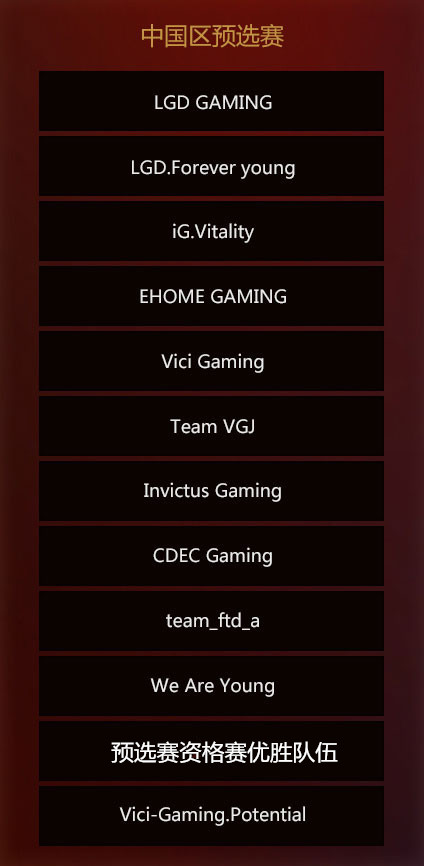 中国区预选赛
LGD GAMING
LGD.Forever young
iG.Vitality
EHOME GAMING
Vici Gaming
Team VGJ
Invictus Gaming
CDEC Gaming
team_ftd_a
We Are Young
预选赛资格赛优胜队伍
Vici-Gaming.Potential